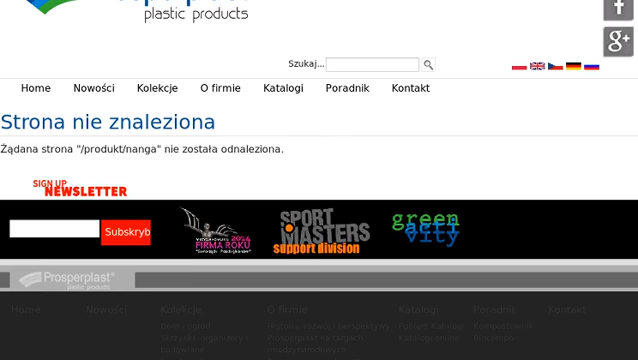 plastic products
Szukaj...
Home Nowości Kolekcje O firmie Katalogi Poradnik Kontakt
Strona nie znaleziona
Żądana strona "/produkt/nanga" nie została odnaleziona.
SIGN UP
NEWSLETTER
Subskryb
FIRMA ROKU
SPORT
MASTERS
support division
green
acti
vity
Prosperplast
plastic products
Home Nowości Kolekcje O firmie Katalogi Poradnik Kontakt